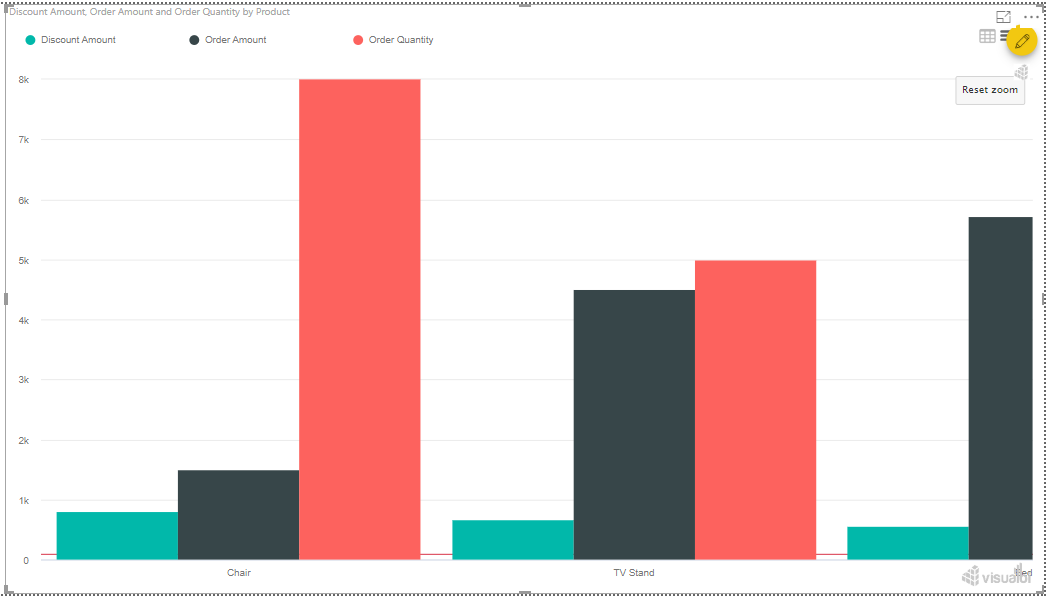 Discount Amount, Order Amount and Order Quantity by Product
Discount Amount
Order Amount
Order Quantity
Reset zoom
8k
7k
6k
5k
4k
3k
2k
1k
0
Chair
TV Stand